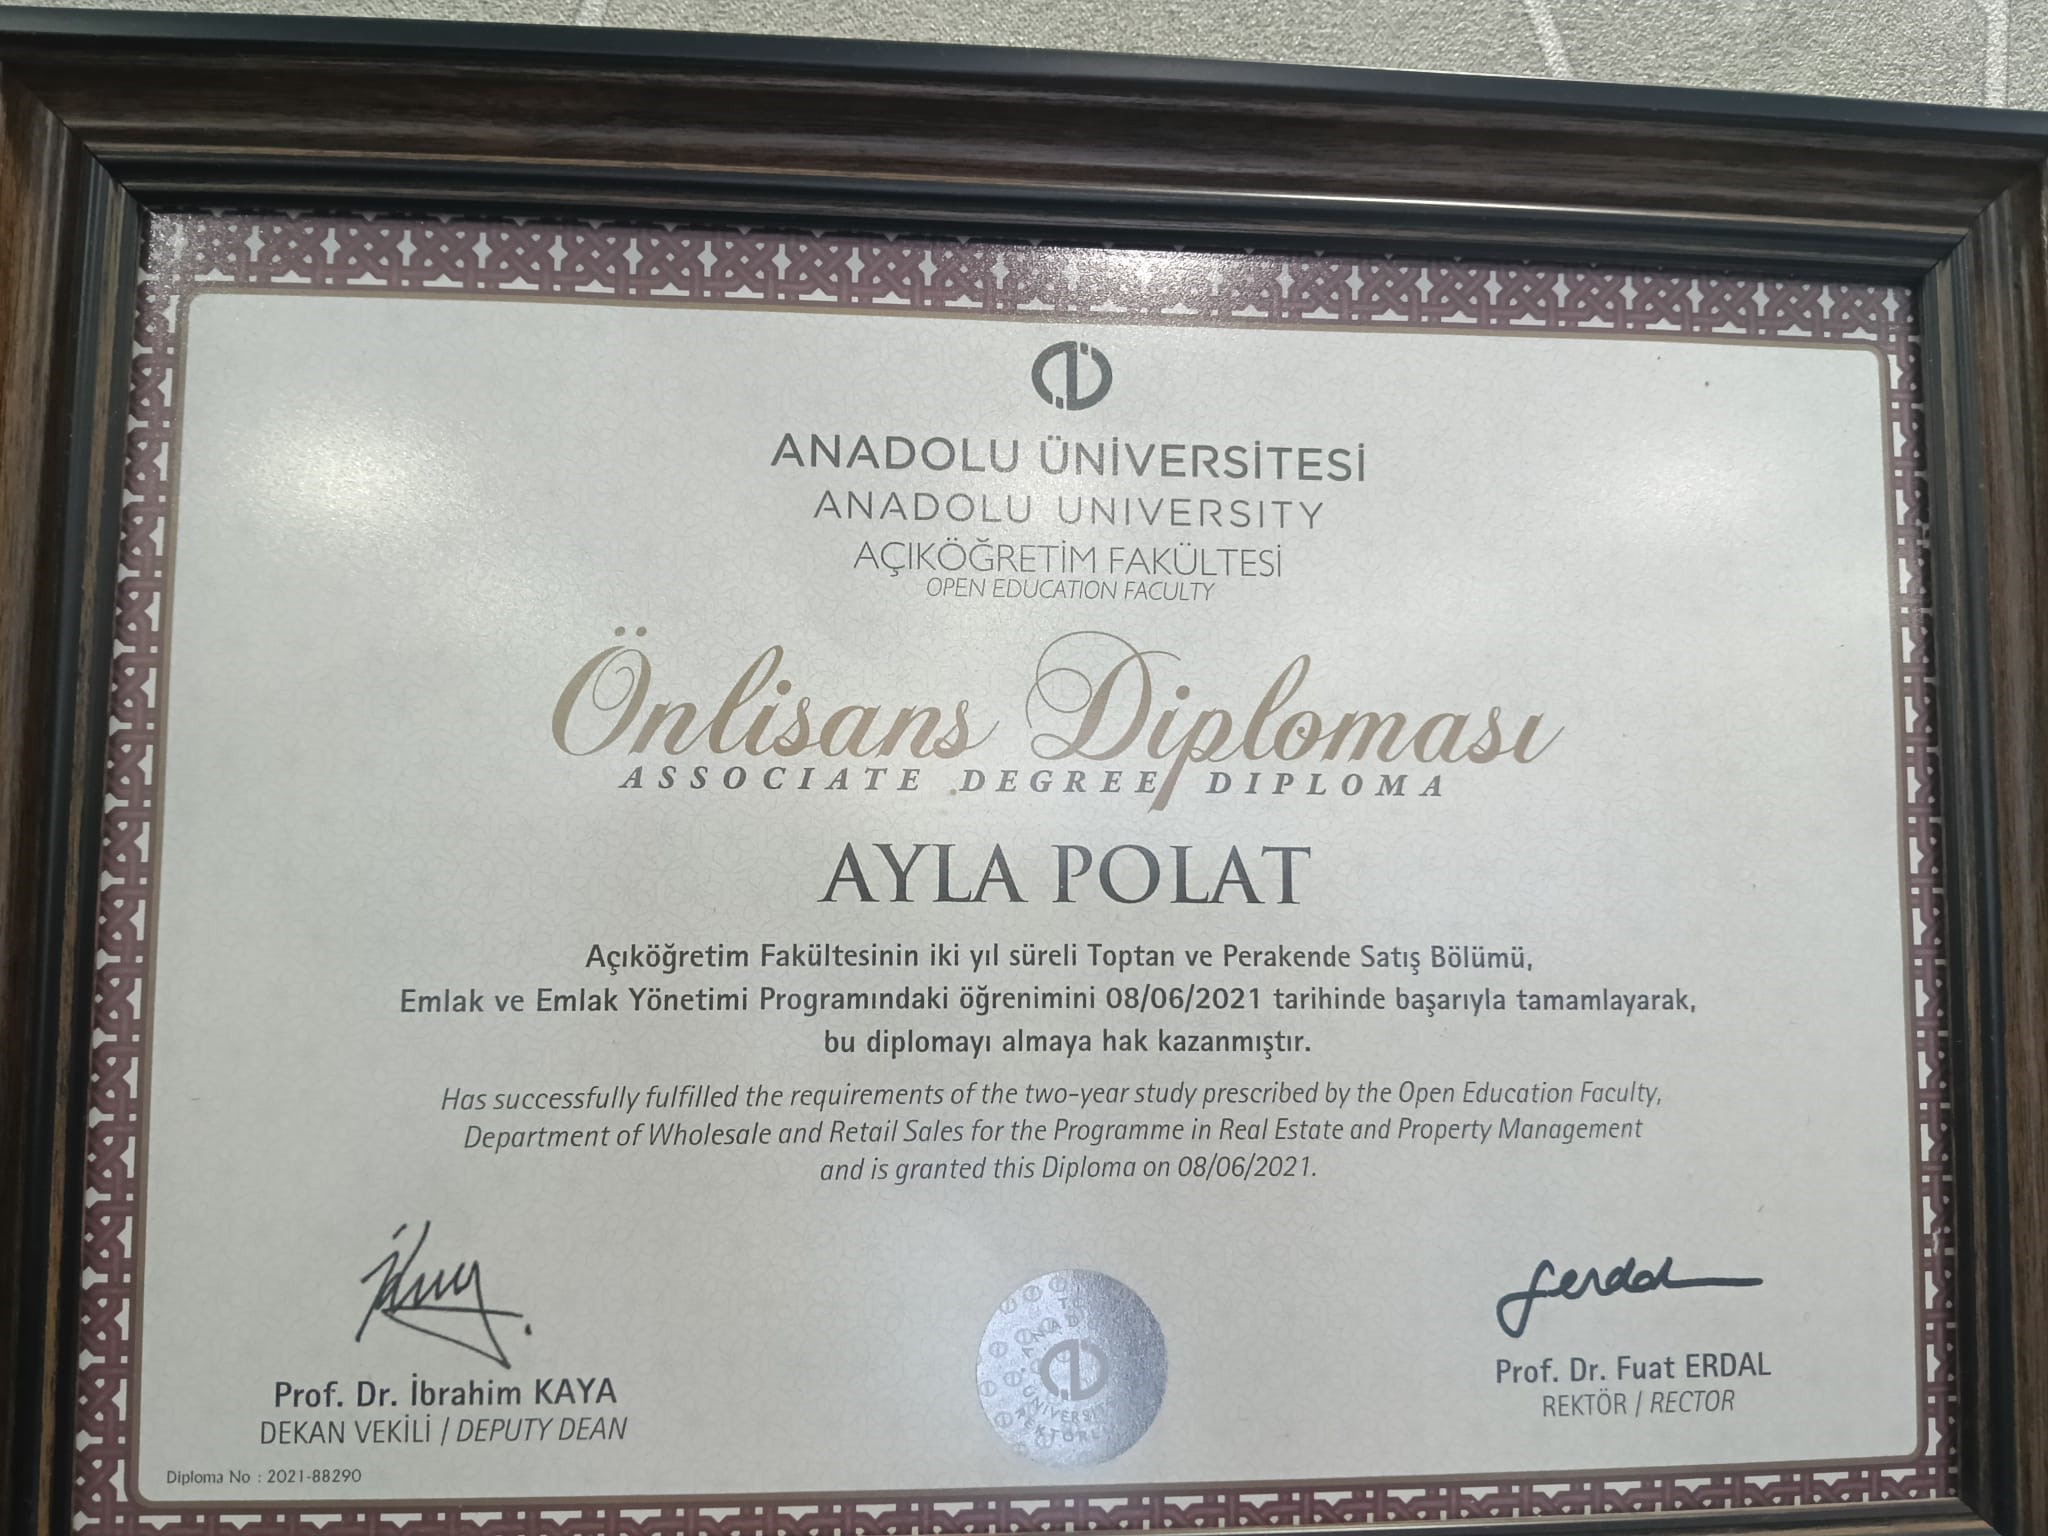 ANADOLU ÜNİVERSİTESİ
ANADOLU UNIVERSITY
AÇIKÖĞRETİM FAKÜLTESİ
OPEN EDUCATION FACULTY
Önlisans Diploması
ASSOCIATE DEGREE DIPLOMA
AYLA POLAT
Açıköğretim Fakültesinin iki yıl süreli Toptan ve Perakende Satış Bölümü,
Emlak ve Emlak Yönetimi Programındaki öğrenimini 08/06/2021 tarihinde başarıyla tamamlayarak,
bu diplomayı almaya hak kazanmıştır.
Has successfully fulfilled the requirements of the two-year study prescribed by the Open Education Faculty,
Department of Wholesale and Retail Sales for the Programme in Real Estate and Property Management
and is granted this Diploma on 08/06/2021.
Prof. Dr. İbrahim KAYA
DEKAN VEKİLİ / DEPUTY DEAN
Prof. Dr. Fuat ERDAL
REKTÖR / RECTOR
Diploma No : 2021-88290